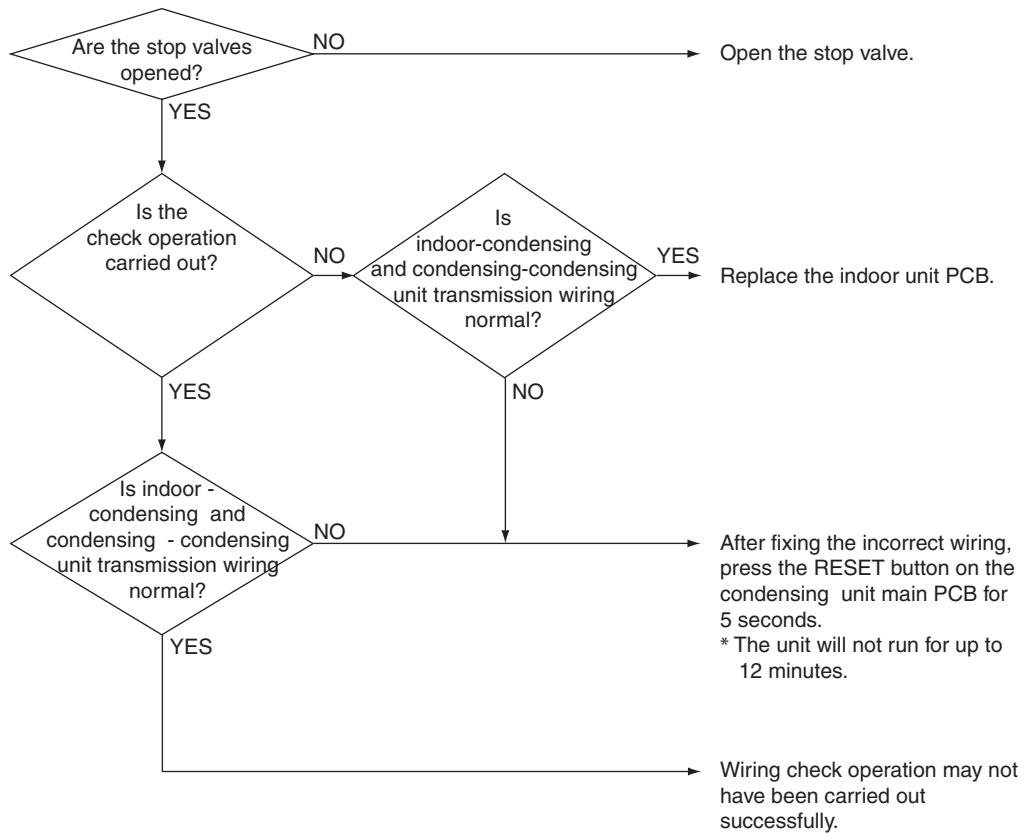 Are the stop valves
opened?
NO
Open the stop valve.
YES
Is the
check operation
carried out?
NO
Is
indoor-condensing
and condensing-condensing
unit transmission wiring
normal?
YES
Replace the indoor unit PCB.
YES
NO
Is indoor -
condensing and
condensing - condensing
unit transmission wiring
normal?
NO
After fixing the incorrect wiring,
press the RESET button on the
condensing unit main PCB for
5 seconds.
* The unit will not run for up to
12 minutes.
YES
Wiring check operation may not
have been carried out
successfully.